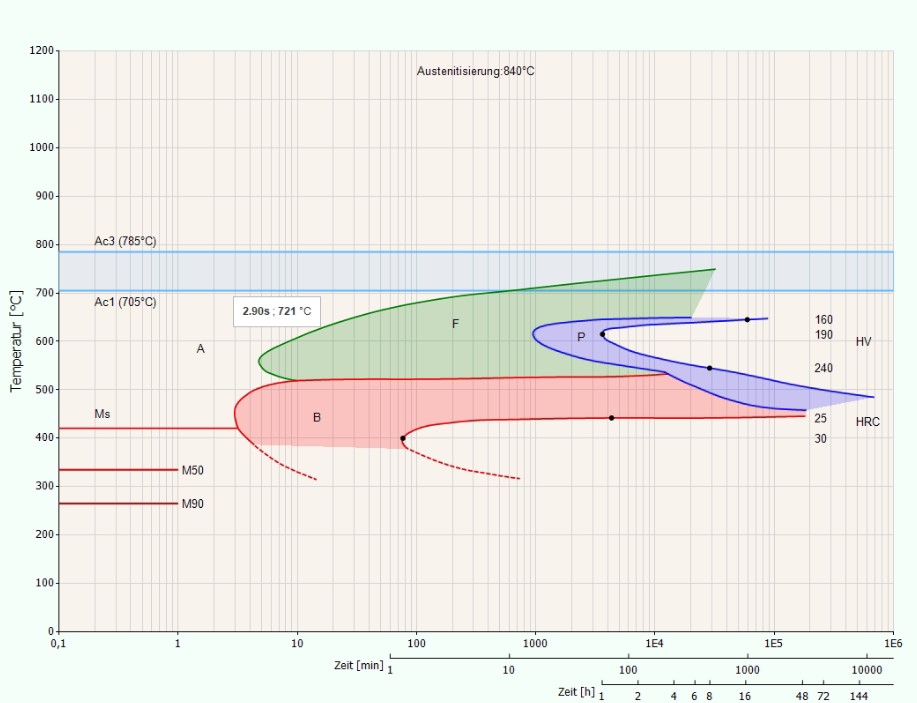 1200
Austenitisierung:840°C
1100
1000
900
Ac3 (785°C)
800
700
Ac1 (705°C)
2.90s ; 721 °C
F
160
P
190
600
A
HV
240
500
Ms
B
25
HRC
400
30
M50
300
M90
200
100
0
Temperatur [°C]
0,1 1 10 100 1000 1E4 1E5 1E6
Zeit [min] 1 10 100 1000 10000
Zeit [h] 1 2 4 6 8 16 48 72 144